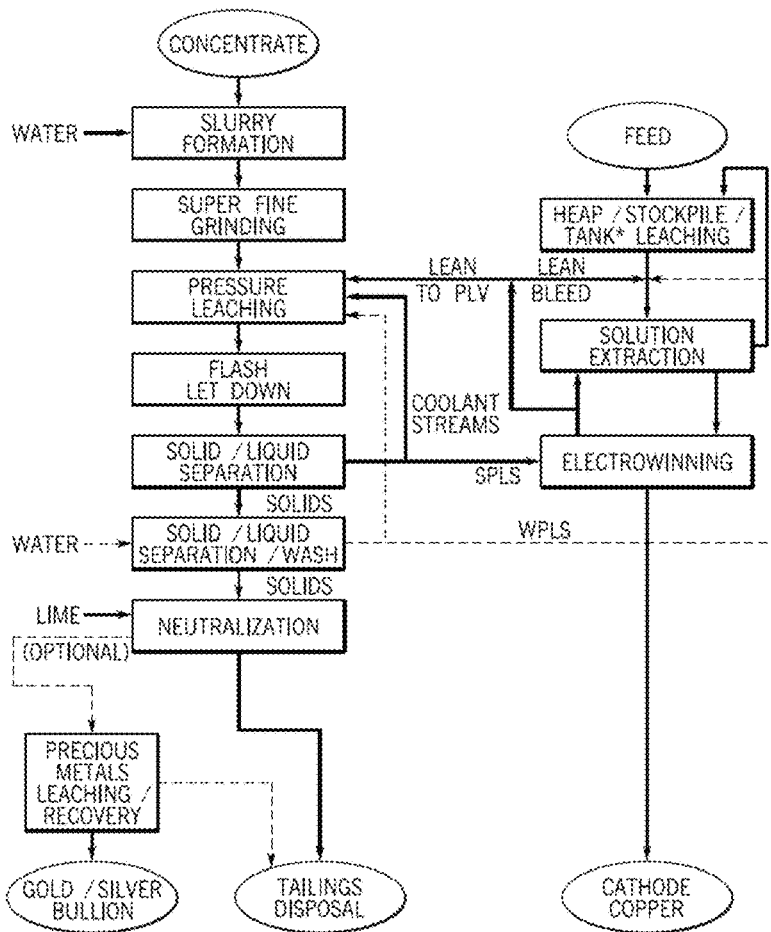 CONCENTRATE
WATER
SLURRY
FORMATION
FEED
SUPER FINE
GRINDING
HEAP / STOCKPILE /
TANK* LEACHING
PRESSURE
LEACHING
LEAN
TO PLV
LEAN
BLEED
SOLUTION
EXTRACTION
FLASH
LET DOWN
COOLANT
STREAMS
SOLID / LIQUID
SEPARATION
SPLS
ELECTROWINNING
SOLIDS
WATER
SOLID / LIQUID
SEPARATION / WASH
WPLS
SOLIDS
LIME
NEUTRALIZATION
(OPTIONAL)
PRECIOUS
METALS
LEACHING /
RECOVERY
GOLD / SILVER
BULLION
TAILINGS
DISPOSAL
CATHODE
COPPER